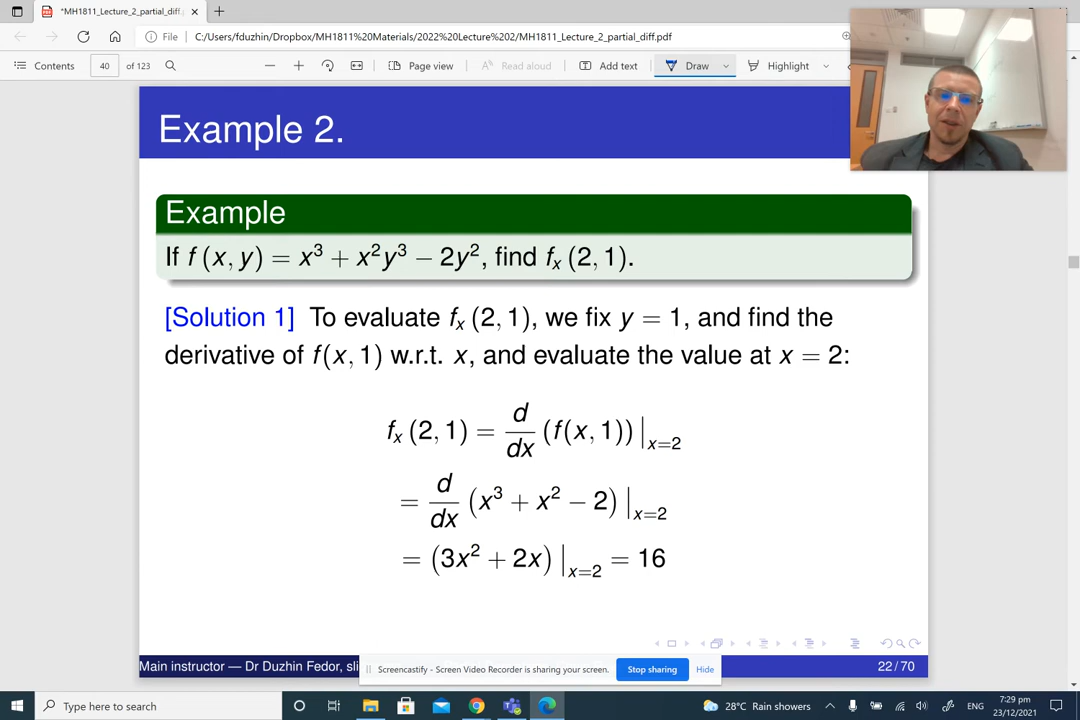 *MH1811_Lecture_2_partial_diff.p
File C:/Users/fduzhin/Dropbox/MH1811%20Materials/2022%20Lecture%202/MH1811_Lecture_2_partial_diff.pdf
Contents 40 of 123 Page view Read aloud Add text Draw Highlight
Example 2.
Example
If f (x, y) = x³ + x²y³ − 2y², find fₓ (2, 1).
[Solution 1] To evaluate fₓ (2, 1), we fix y = 1, and find the
derivative of f(x, 1) w.r.t. x, and evaluate the value at x = 2:
fₓ (2, 1) = d/dx (f(x, 1)) |ₓ₌₂
= d/dx (x³ + x² − 2) |ₓ₌₂
= (3x² + 2x) |ₓ₌₂ = 16
Main instructor — Dr Duzhin Fedor, sli
22 / 70
Screencastify - Screen Video Recorder is sharing your screen. Stop sharing Hide
Type here to search
28°C Rain showers
ENG
7:29 pm
23/12/2021